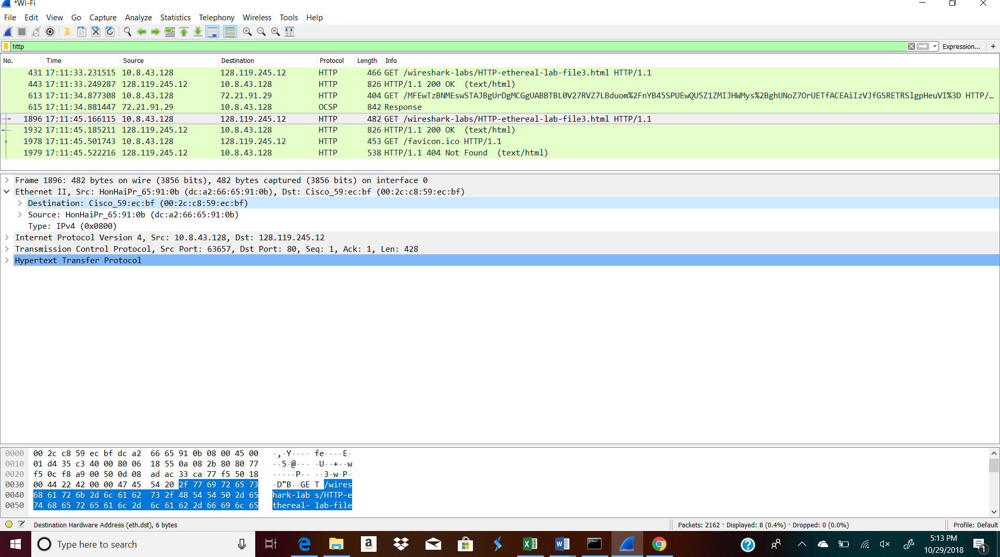 *Wi-Fi
File Edit View Go Capture Analyze Statistics Telephony Wireless Tools Help
http
Expression... +
No. Time Source Destination Protocol Length Info
431 17:11:33.231515 10.8.43.128 128.119.245.12 HTTP 466 GET /wireshark-labs/HTTP-ethereal-lab-file3.html HTTP/1.1
443 17:11:33.249287 128.119.245.12 10.8.43.128 HTTP 826 HTTP/1.1 200 OK (text/html)
613 17:11:34.877308 10.8.43.128 72.21.91.29 HTTP 404 GET /MFEwTzBNMEswSTAJBgUrDgMCGgUABBTBL0V27RVZ7LBduom%2FnYB45SPUEwQU5Z1ZMIJHWMys%2BghUNoZ7OrUETfACEAiIzVJfGSRETRSlgpHeuVI%3D HTTP/...
615 17:11:34.881447 72.21.91.29 10.8.43.128 OCSP 842 Response
1896 17:11:45.166115 10.8.43.128 128.119.245.12 HTTP 482 GET /wireshark-labs/HTTP-ethereal-lab-file3.html HTTP/1.1
1932 17:11:45.185211 128.119.245.12 10.8.43.128 HTTP 826 HTTP/1.1 200 OK (text/html)
1978 17:11:45.501743 10.8.43.128 128.119.245.12 HTTP 453 GET /favicon.ico HTTP/1.1
1979 17:11:45.522216 128.119.245.12 10.8.43.128 HTTP 538 HTTP/1.1 404 Not Found (text/html)
Frame 1896: 482 bytes on wire (3856 bits), 482 bytes captured (3856 bits) on interface 0
Ethernet II, Src: HonHaiPr_65:91:0b (dc:a2:66:65:91:0b), Dst: Cisco_59:ec:bf (00:2c:c8:59:ec:bf)
Destination: Cisco_59:ec:bf (00:2c:c8:59:ec:bf)
Source: HonHaiPr_65:91:0b (dc:a2:66:65:91:0b)
Type: IPv4 (0x0800)
Internet Protocol Version 4, Src: 10.8.43.128, Dst: 128.119.245.12
Transmission Control Protocol, Src Port: 63657, Dst Port: 80, Seq: 1, Ack: 1, Len: 428
Hypertext Transfer Protocol
0000 00 2c c8 59 ec bf dc a2 66 65 91 0b 08 00 45 00 ·,·Y···· fe····E·
0010 01 d4 35 c3 40 00 80 06 18 55 0a 08 2b 80 80 77 ··5·@··· ·U··+··w
0020 f5 0c f8 a9 00 50 0d 08 ad ac 33 ca 77 f5 50 18 ·····P·· ··3·w·P·
0030 00 44 22 42 00 00 47 45 54 20 2f 77 69 72 65 73 ·D"B··GE T /wires
0040 68 61 72 6b 2d 6c 61 62 73 2f 48 54 54 50 2d 65 hark-lab s/HTTP-e
0050 74 68 65 72 65 61 6c 2d 6c 61 62 2d 66 69 6c 65 thereal- lab-file
Destination Hardware Address (eth.dst), 6 bytes
Packets: 2162 · Displayed: 8 (0.4%) · Dropped: 0 (0.0%)
Profile: Default
Type here to search
5:13 PM
10/29/2018
1